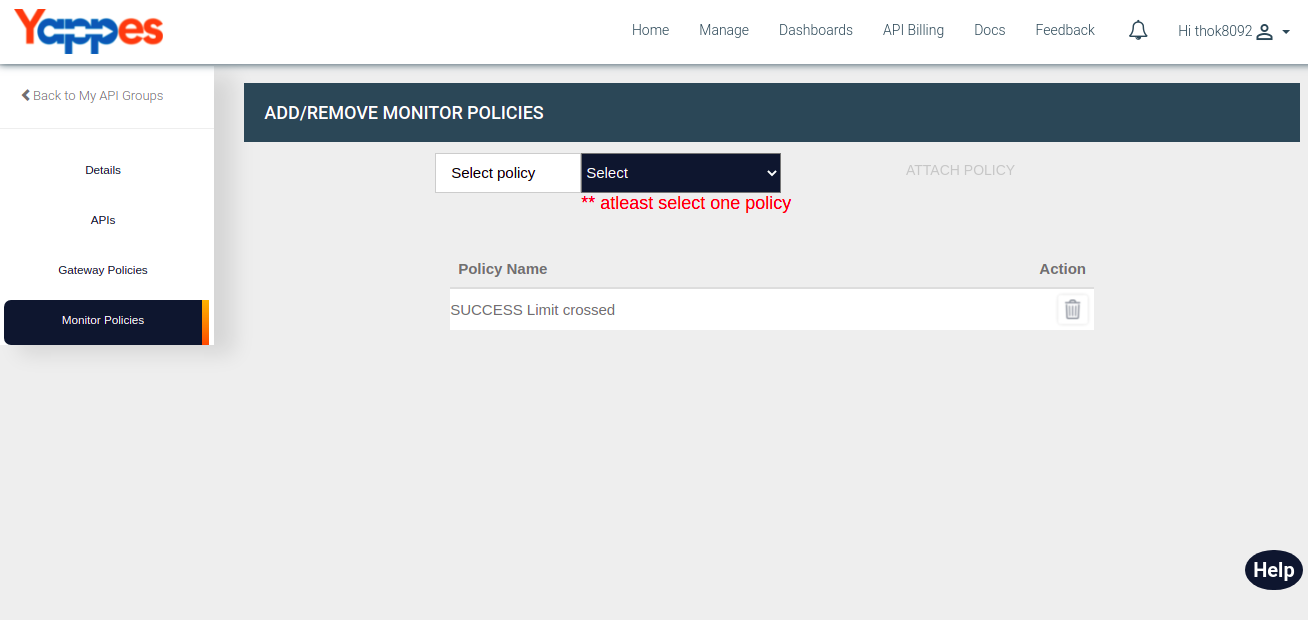 Yappes
Home Manage Dashboards API Billing Docs Feedback Hi thok8092
Back to My API Groups
Details
APIs
Gateway Policies
Monitor Policies
ADD/REMOVE MONITOR POLICIES
Select policy Select ATTACH POLICY
** atleast select one policy
Policy Name Action
SUCCESS Limit crossed
Help